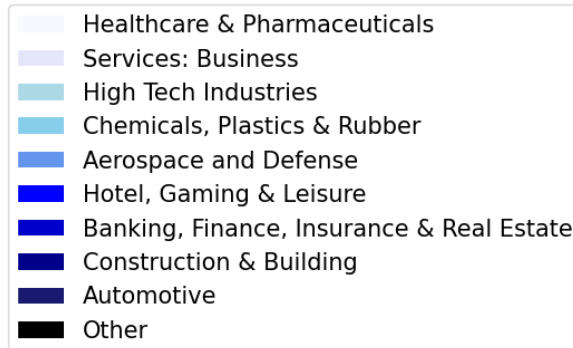 Healthcare & Pharmaceuticals
Services: Business
High Tech Industries
Chemicals, Plastics & Rubber
Aerospace and Defense
Hotel, Gaming & Leisure
Banking, Finance, Insurance & Real Estate
Construction & Building
Automotive
Other